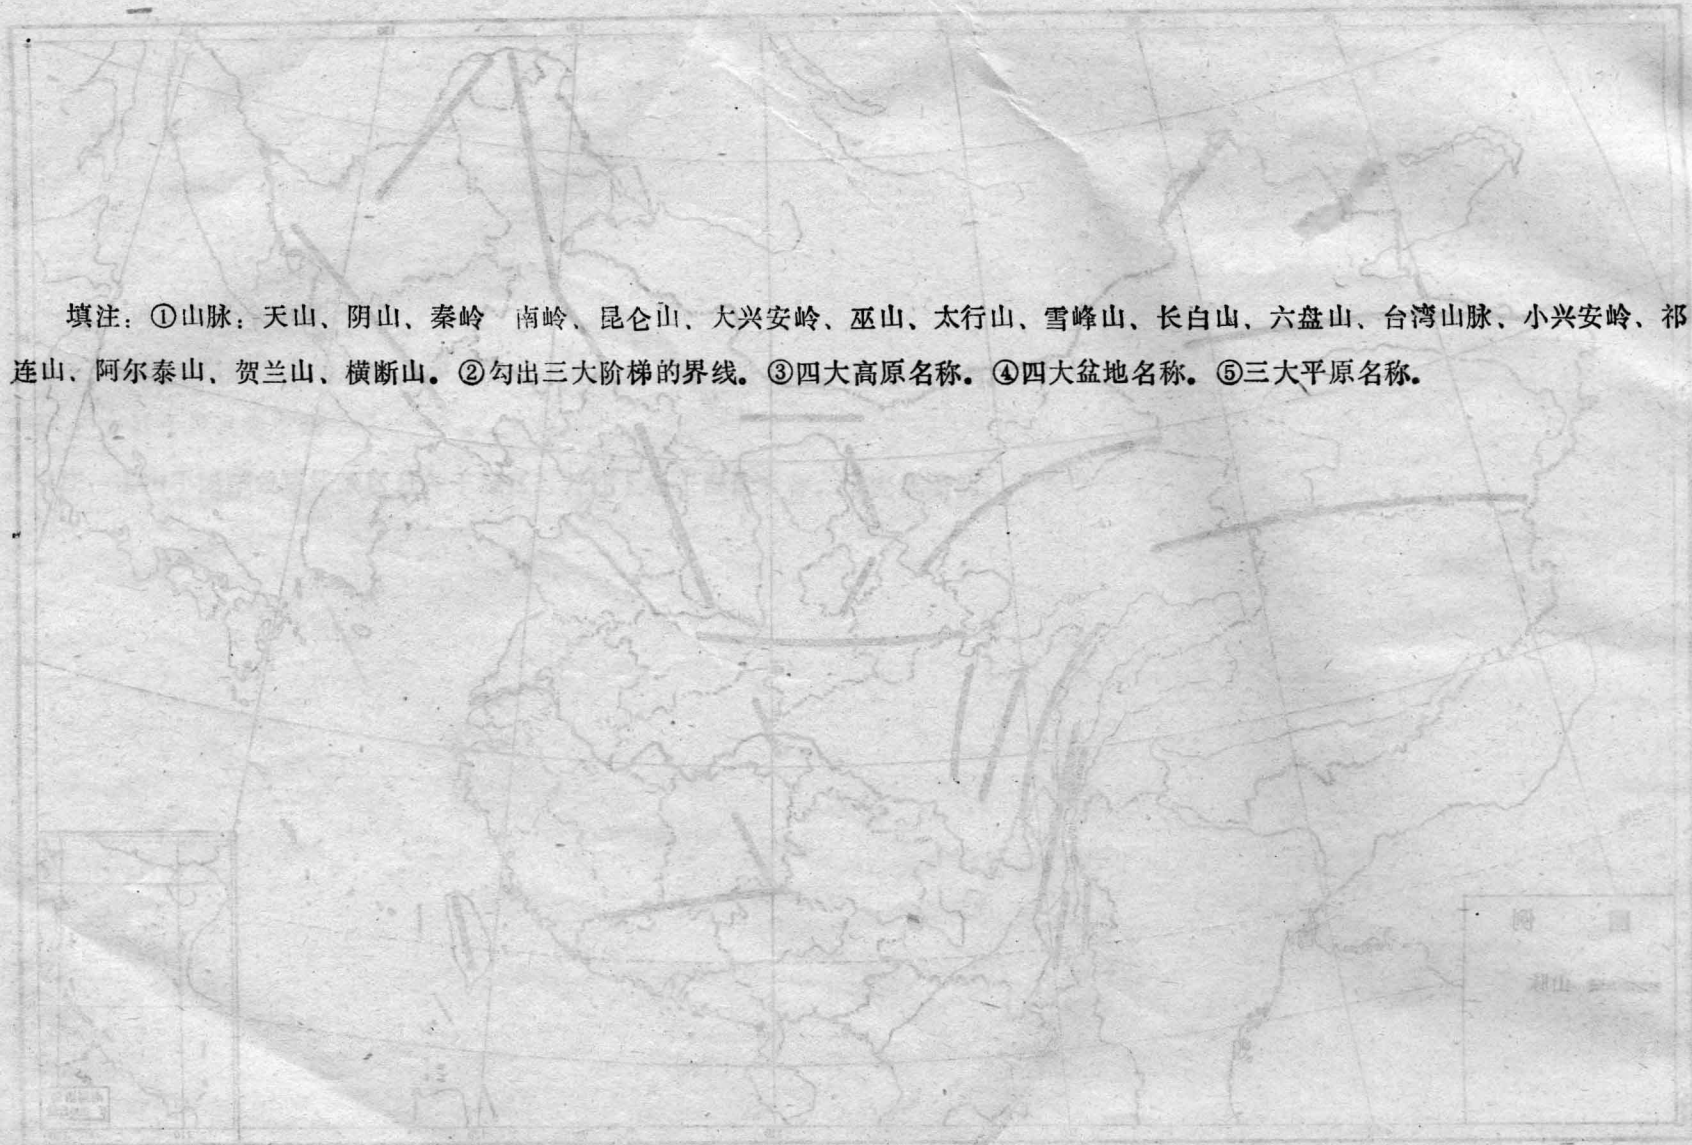 填注：①山脉：天山、阴山、秦岭 南岭、昆仑山、大兴安岭、巫山、太行山、雪峰山、长白山、六盘山、台湾山脉、小兴安岭、祁
连山、阿尔泰山、贺兰山、横断山。②勾出三大阶梯的界线。③四大高原名称。④四大盆地名称。⑤三大平原名称。